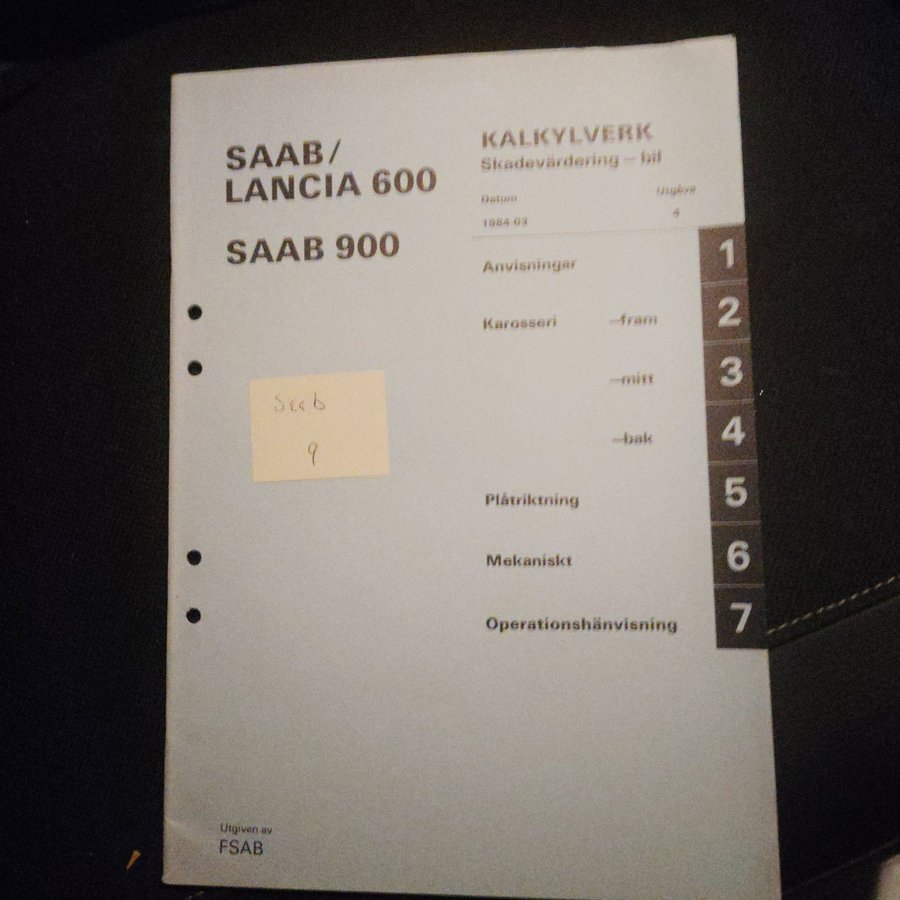 SAAB/
LANCIA 600
SAAB 900
KALKYLVERK
Skadevärdering – bil
Datum
Utgåva
1984-03
4
Anvisningar
1
Karosseri –fram
2
–mitt
3
–bak
4
Plåtriktning
5
Mekaniskt
6
Operationshänvisning
7
Saab
9
Utgiven av
FSAB